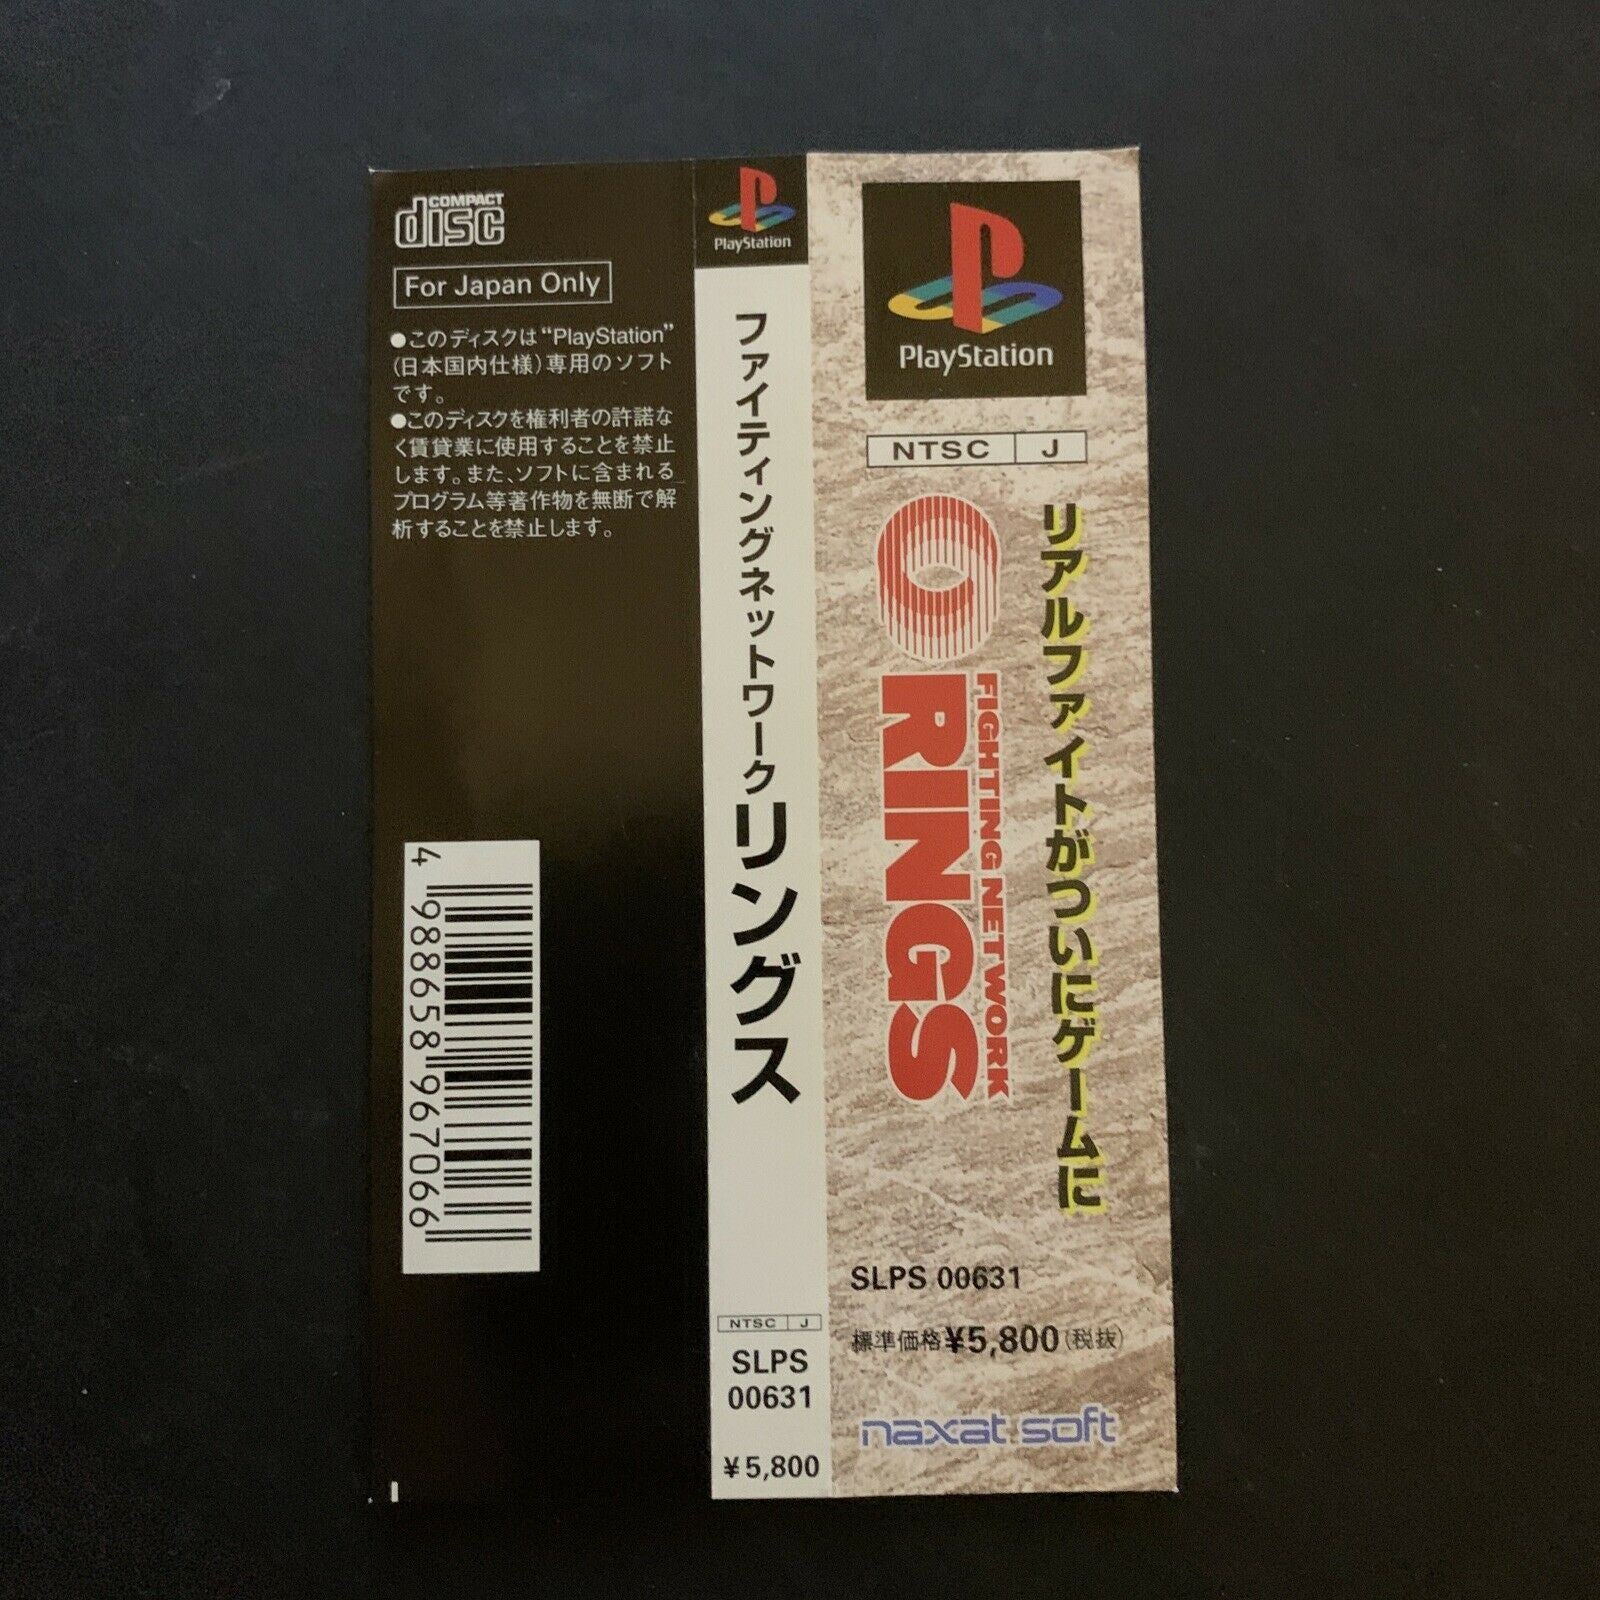 COMPACT
disc
For Japan Only
●このディスクは“PlayStation”
(日本国内仕様)専用のソフト
です。
●このディスクを権利者の許諾な
く賃貸業に使用することを禁止
します。また、ソフトに含まれる
プログラム等著作物を無断で解
析することを禁止します。
4 988658 967066
PlayStation
ファイティングネットワークリングス
NTSC J
SLPS
00631
¥5,800
PlayStation
NTSC J
リアルファイトがついにゲームに
FIGHTING NETWORK
RINGS
SLPS 00631
標準価格¥5,800(税抜)
naxat soft